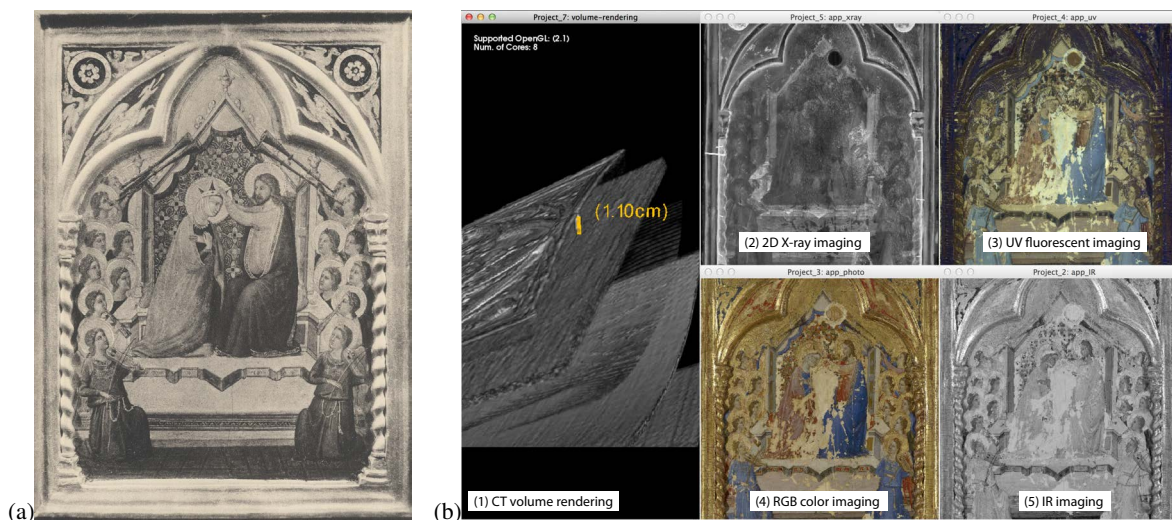 (a)
(b)
Project_7: volume-rendering
Supported OpenGL: (2.1)
Num. of Cores: 8
(1.10cm)
(1) CT volume rendering
Project_5: app_xray
(2) 2D X-ray imaging
Project_4: app_uv
(3) UV fluorescent imaging
Project_3: app_photo
(4) RGB color imaging
Project_2: app_IR
(5) IR imaging